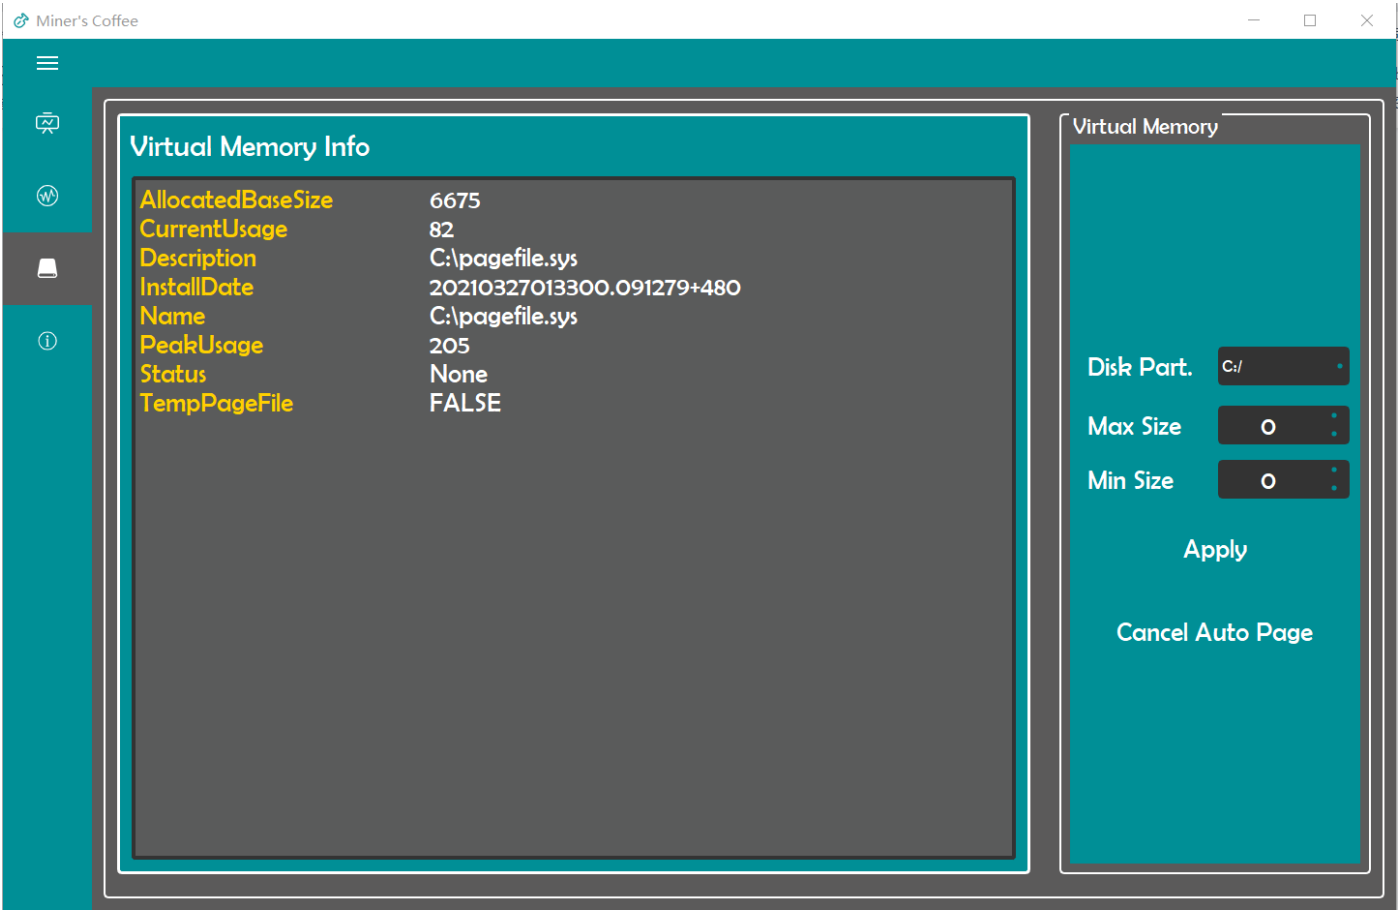 Miner's Coffee
Virtual Memory Info
AllocatedBaseSize 6675
CurrentUsage 82
Description C:\pagefile.sys
InstallDate 20210327013300.091279+480
Name C:\pagefile.sys
PeakUsage 205
Status None
TempPageFile FALSE
Virtual Memory
Disk Part. C:/
Max Size 0
Min Size 0
Apply
Cancel Auto Page